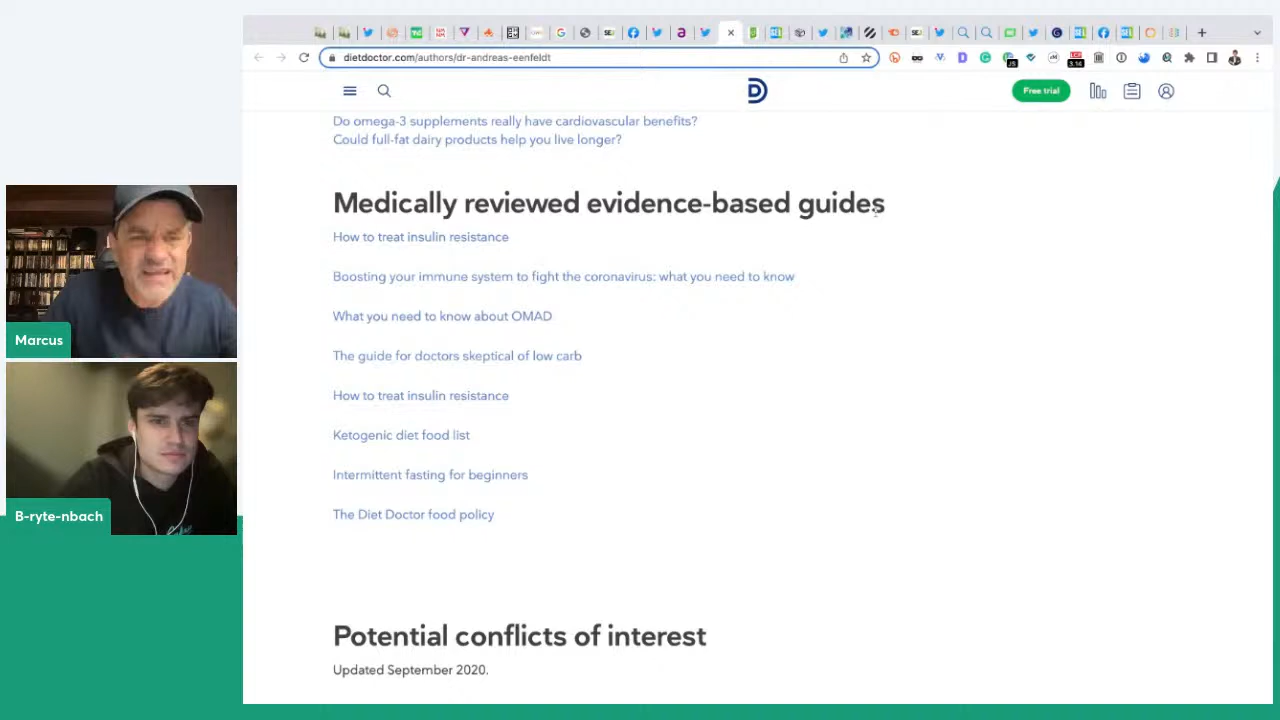 dietdoctor.com/authors/dr-andreas-eenfeldt
Free trial
Do omega-3 supplements really have cardiovascular benefits?
Could full-fat dairy products help you live longer?
Medically reviewed evidence-based guides
How to treat insulin resistance
Boosting your immune system to fight the coronavirus: what you need to know
What you need to know about OMAD
The guide for doctors skeptical of low carb
How to treat insulin resistance
Ketogenic diet food list
Intermittent fasting for beginners
The Diet Doctor food policy
Potential conflicts of interest
Updated September 2020.
Marcus
B-ryte-nbach